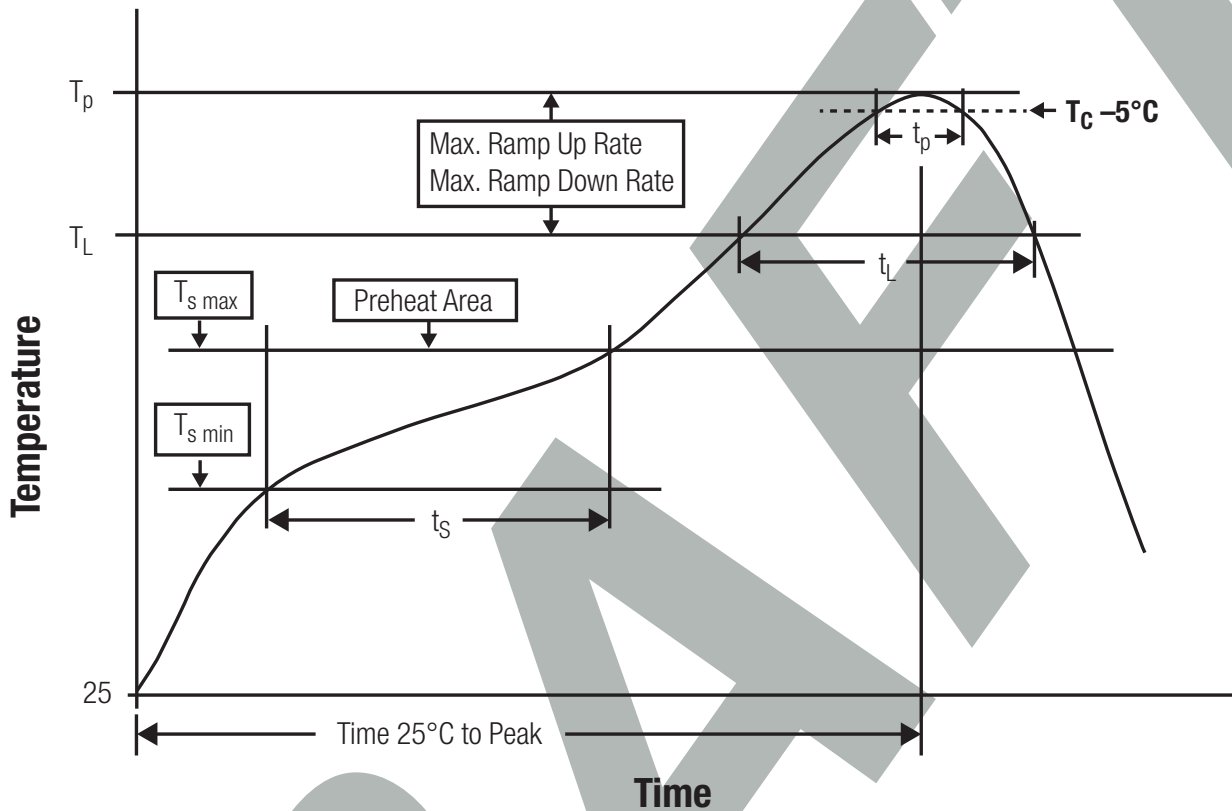 Tp
TC –5°C
Max. Ramp Up Rate
Max. Ramp Down Rate
tp
TL
tL
Ts max
Preheat Area
Ts min
tS
Temperature
25
Time 25°C to Peak
Time